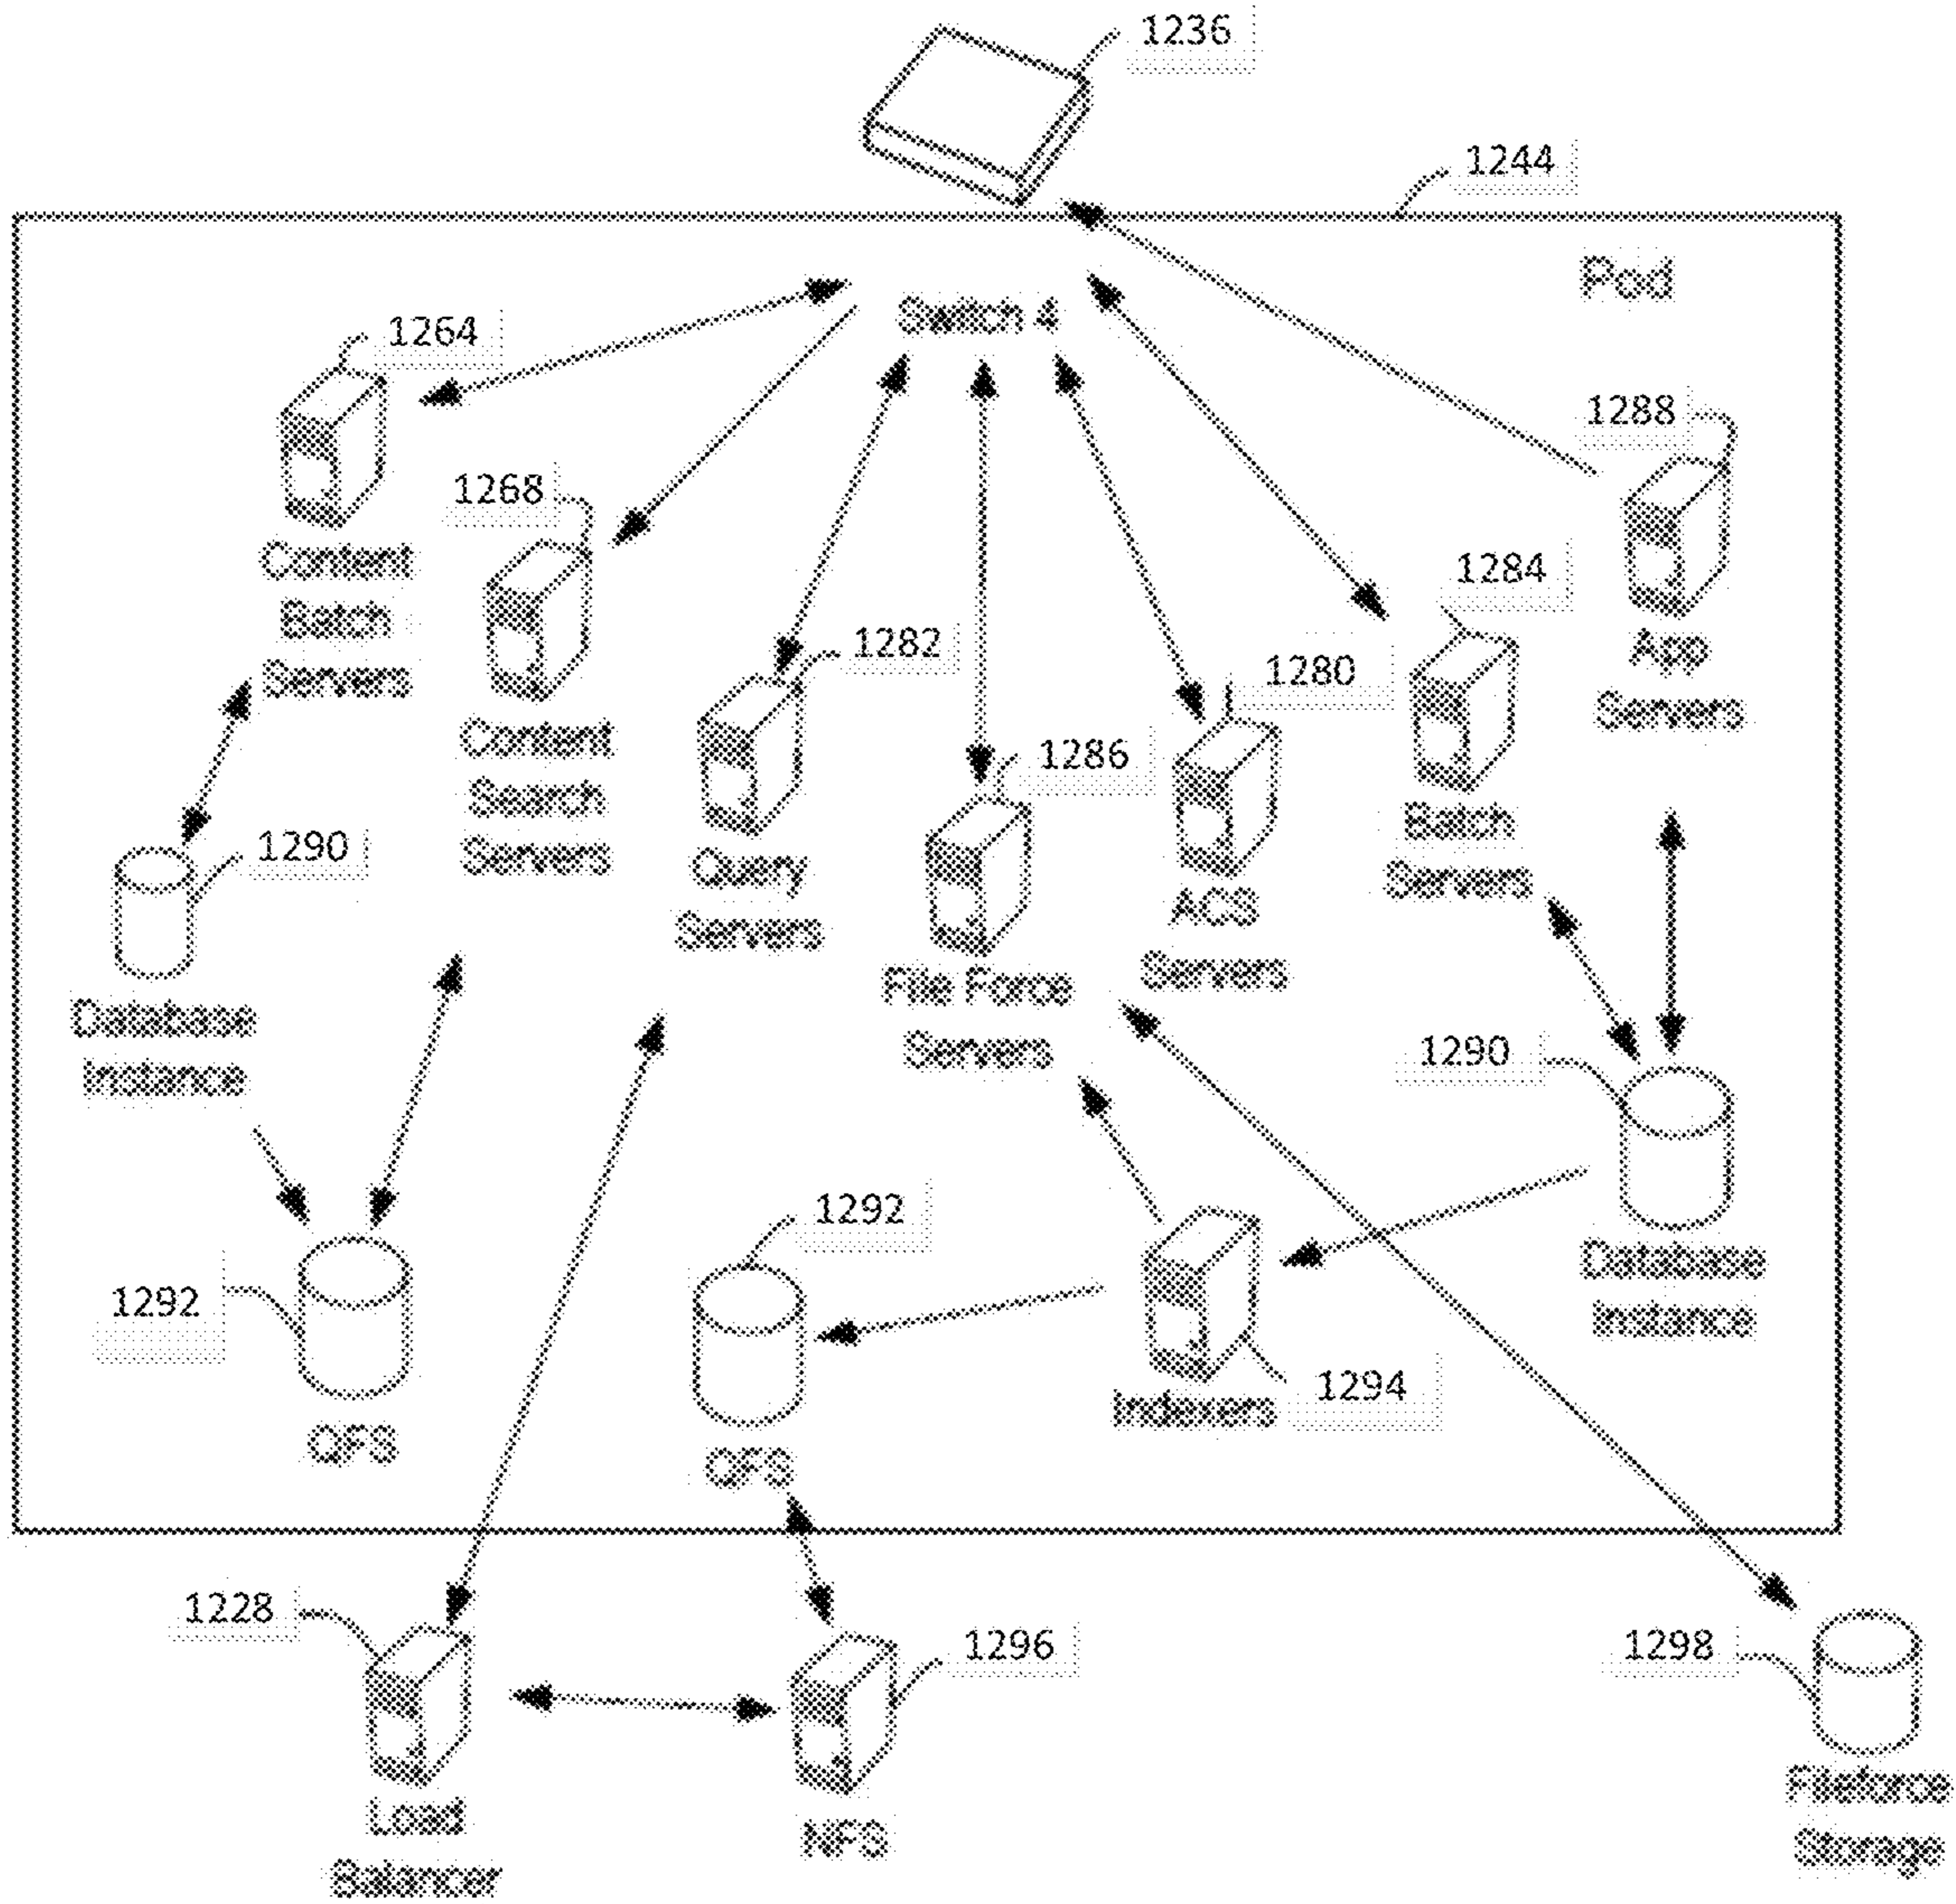 1236
1244
Pod
Switch 4
1264
Content
Batch
Servers
1268
Content
Search
Servers
1282
Query
Servers
1286
File Force
Servers
1280
ACS
Servers
1284
Batch
Servers
1288
App
Servers
1290
Database
Instance
1290
Database
Instance
1292
QFS
1292
QFS
1294
Indexers
1228
Load
Balancer
1296
NFS
1298
Fileforce
Storage